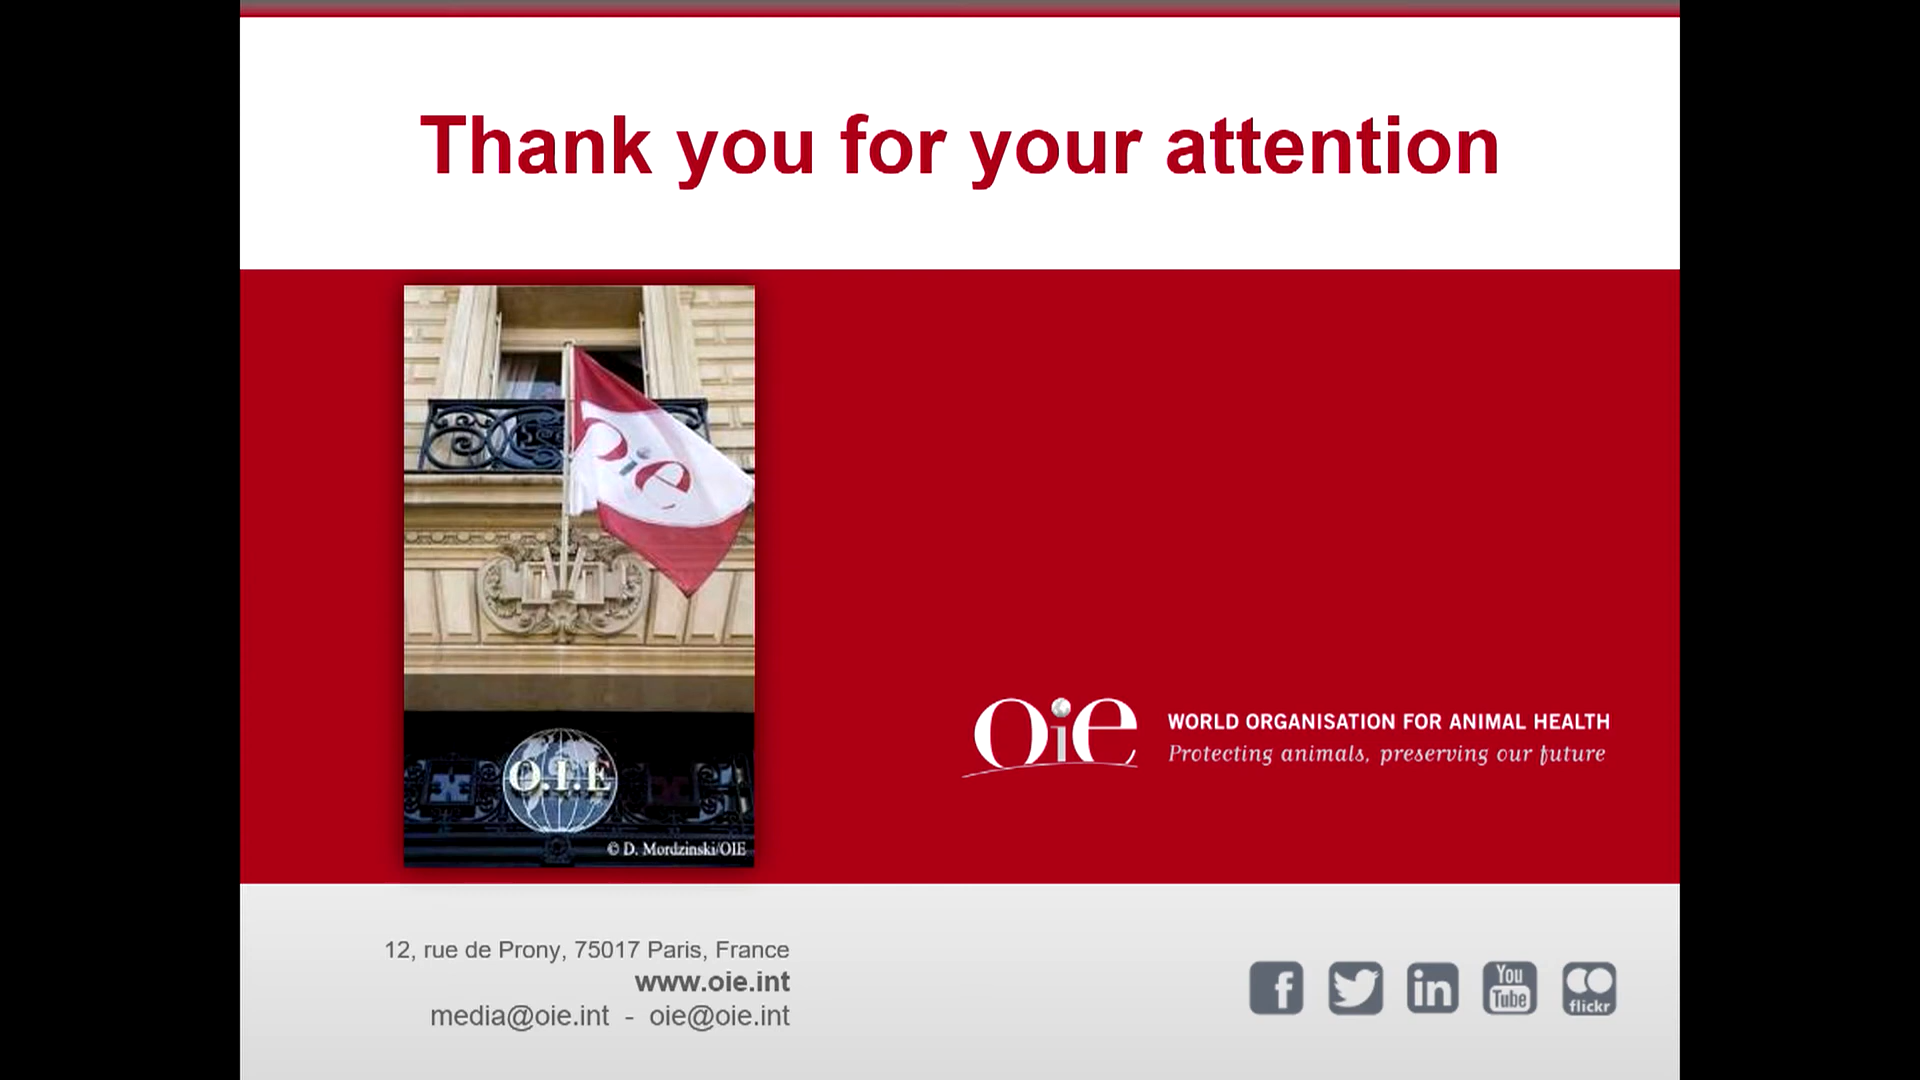 Thank you for your attention
oie
O.I.E
© D. Mordzinski/OIE
oie
WORLD ORGANISATION FOR ANIMAL HEALTH
Protecting animals, preserving our future
12, rue de Prony, 75017 Paris, France
www.oie.int
media@oie.int - oie@oie.int
f
in
You
Tube
flickr